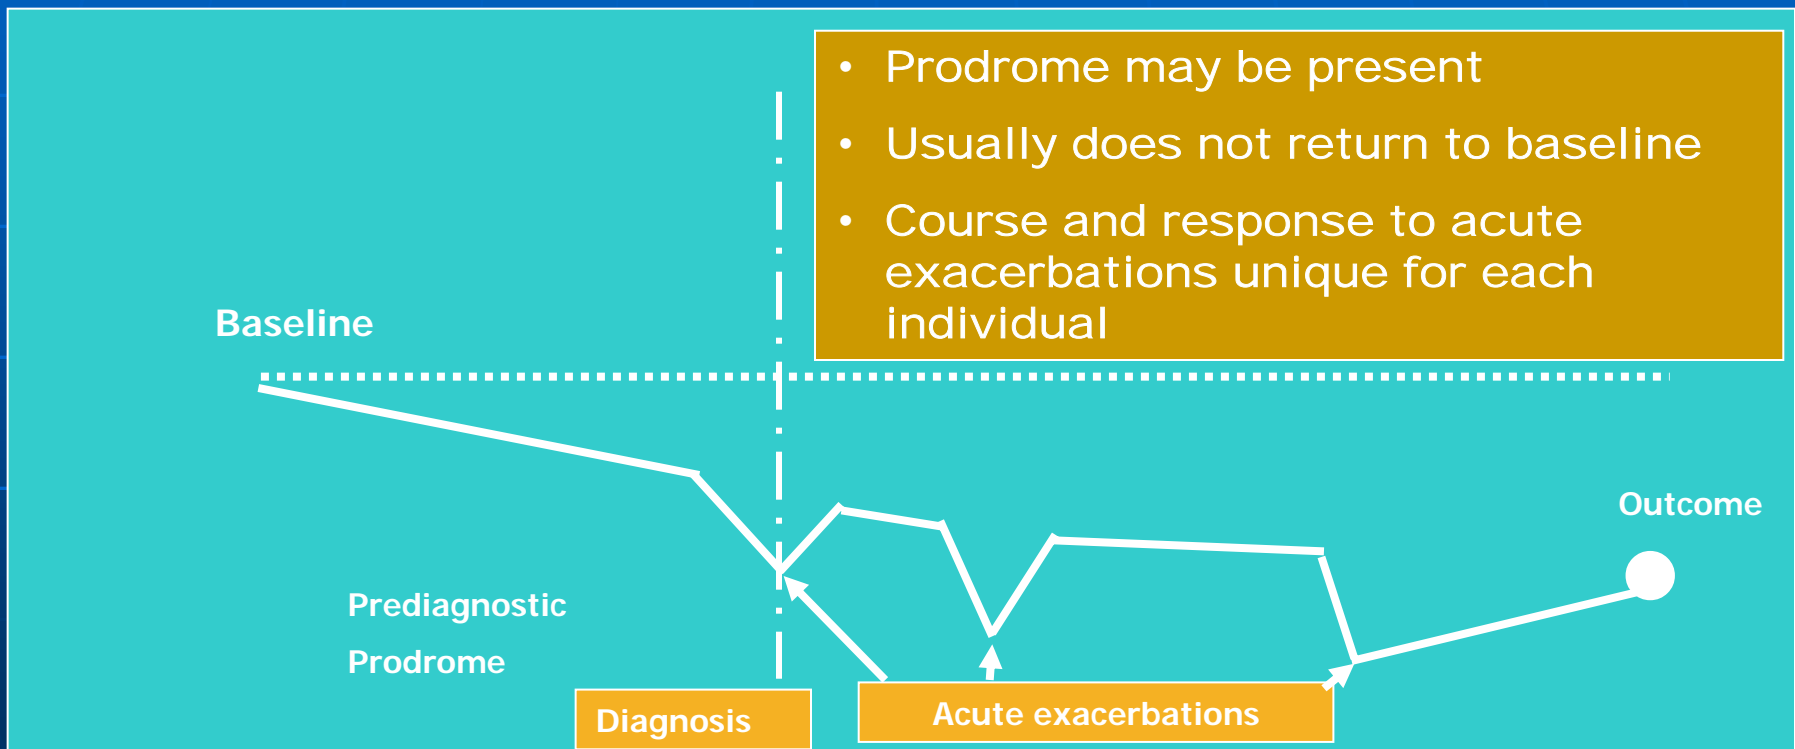 • Prodrome may be present
• Usually does not return to baseline
• Course and response to acute
exacerbations unique for each
individual
Baseline
Outcome
Prediagnostic
Prodrome
Diagnosis
Acute exacerbations